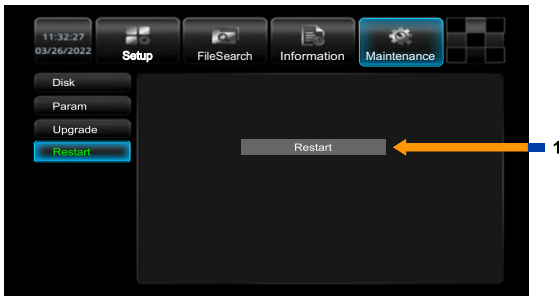 11:32:27
03/26/2022
Setup
FileSearch
Information
Maintenance
Disk
Param
Upgrade
Restart
Restart
1